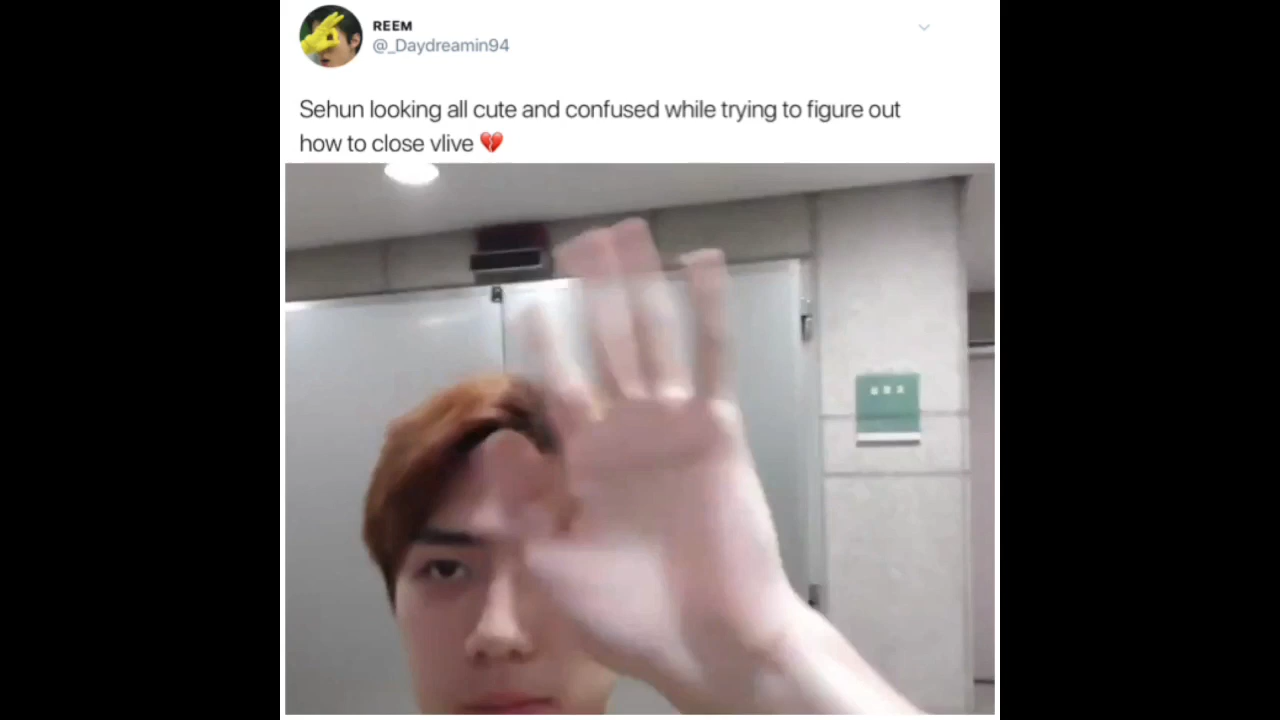 REEM
@_Daydreamin94
Sehun looking all cute and confused while trying to figure out
how to close vlive 💔